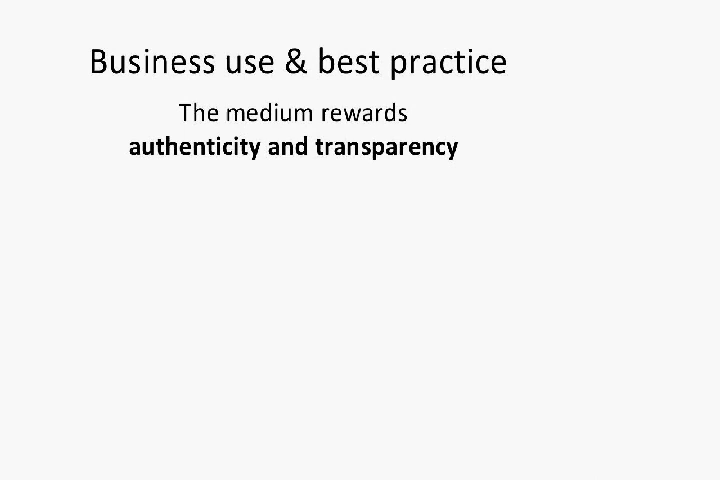 Business use & best practice
The medium rewards
authenticity and transparency